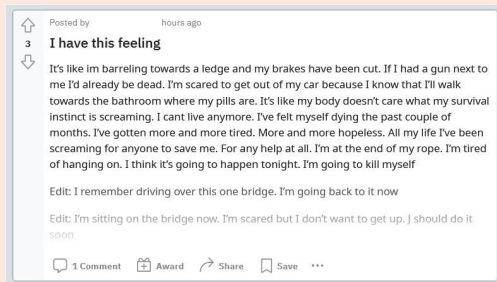 Posted by hours ago
3
I have this feeling
It's like im barreling towards a ledge and my brakes have been cut. If I had a gun next to
me I'd already be dead. I'm scared to get out of my car because I know that I'll walk
towards the bathroom where my pills are. It's like my body doesn't care what my survival
instinct is screaming. I cant live anymore. I've felt myself dying the past couple of
months. I've gotten more and more tired. More and more hopeless. All my life I've been
screaming for anyone to save me. For any help at all. I'm at the end of my rope. I'm tired
of hanging on. I think it's going to happen tonight. I'm going to kill myself
Edit: I remember driving over this one bridge. I'm going back to it now
Edit: I'm sitting on the bridge now. I'm scared but I don't want to get up. J should do it
soon
1 Comment Award Share Save •••